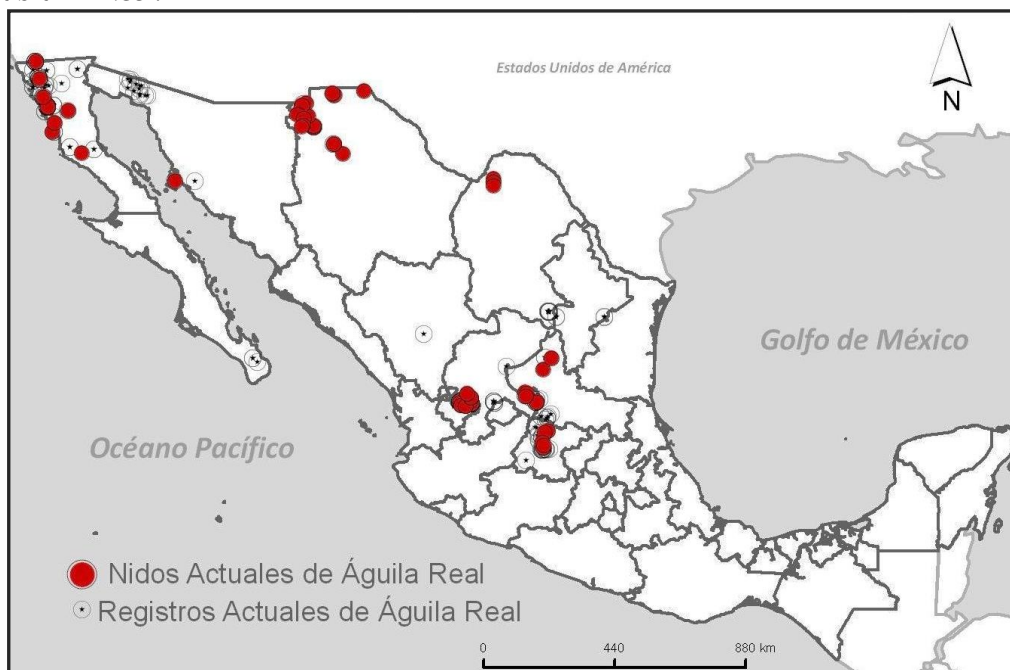 Estados Unidos de América
N
Golfo de México
Océano Pacífico
Nidos Actuales de Águila Real
Registros Actuales de Águila Real
0 440 880 km